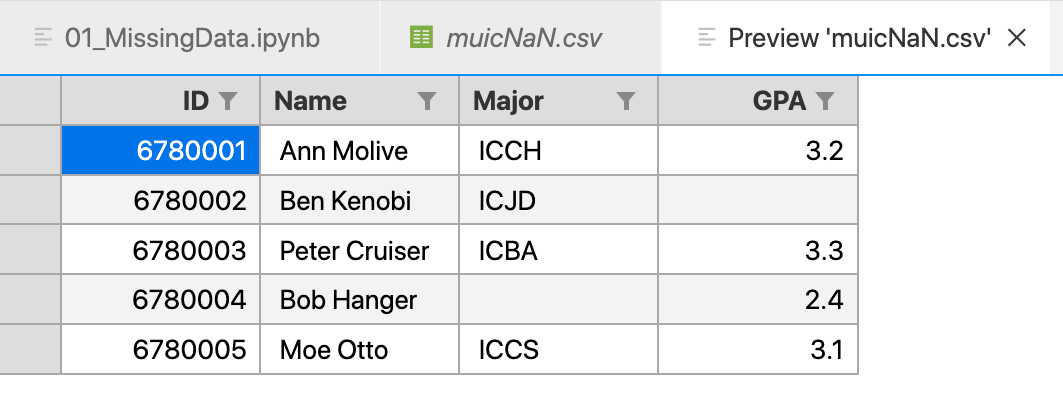 01_MissingData.ipynb muicNaN.csv Preview 'muicNaN.csv'
ID Name Major GPA
6780001 Ann Molive ICCH 3.2
6780002 Ben Kenobi ICJD
6780003 Peter Cruiser ICBA 3.3
6780004 Bob Hanger 2.4
6780005 Moe Otto ICCS 3.1